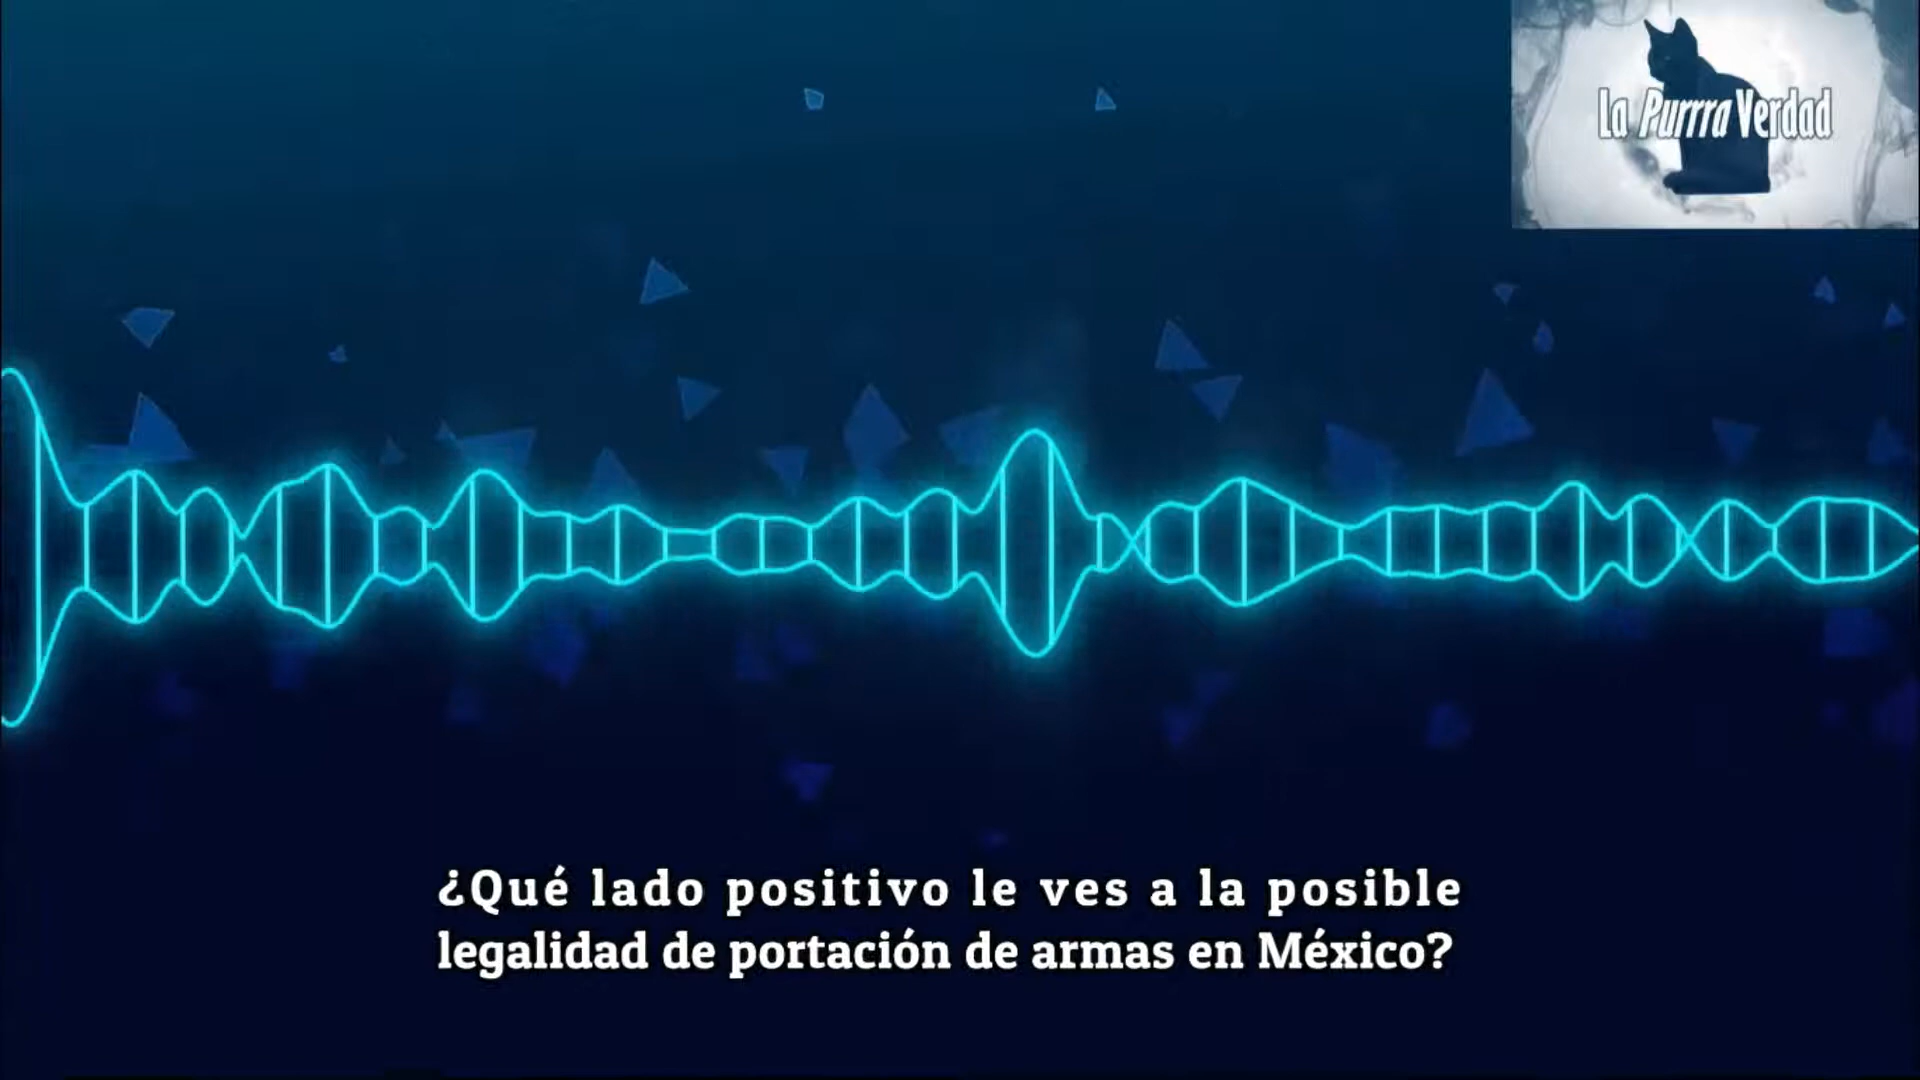 La Purrra Verdad
¿Qué lado positivo le ves a la posible
legalidad de portación de armas en México?